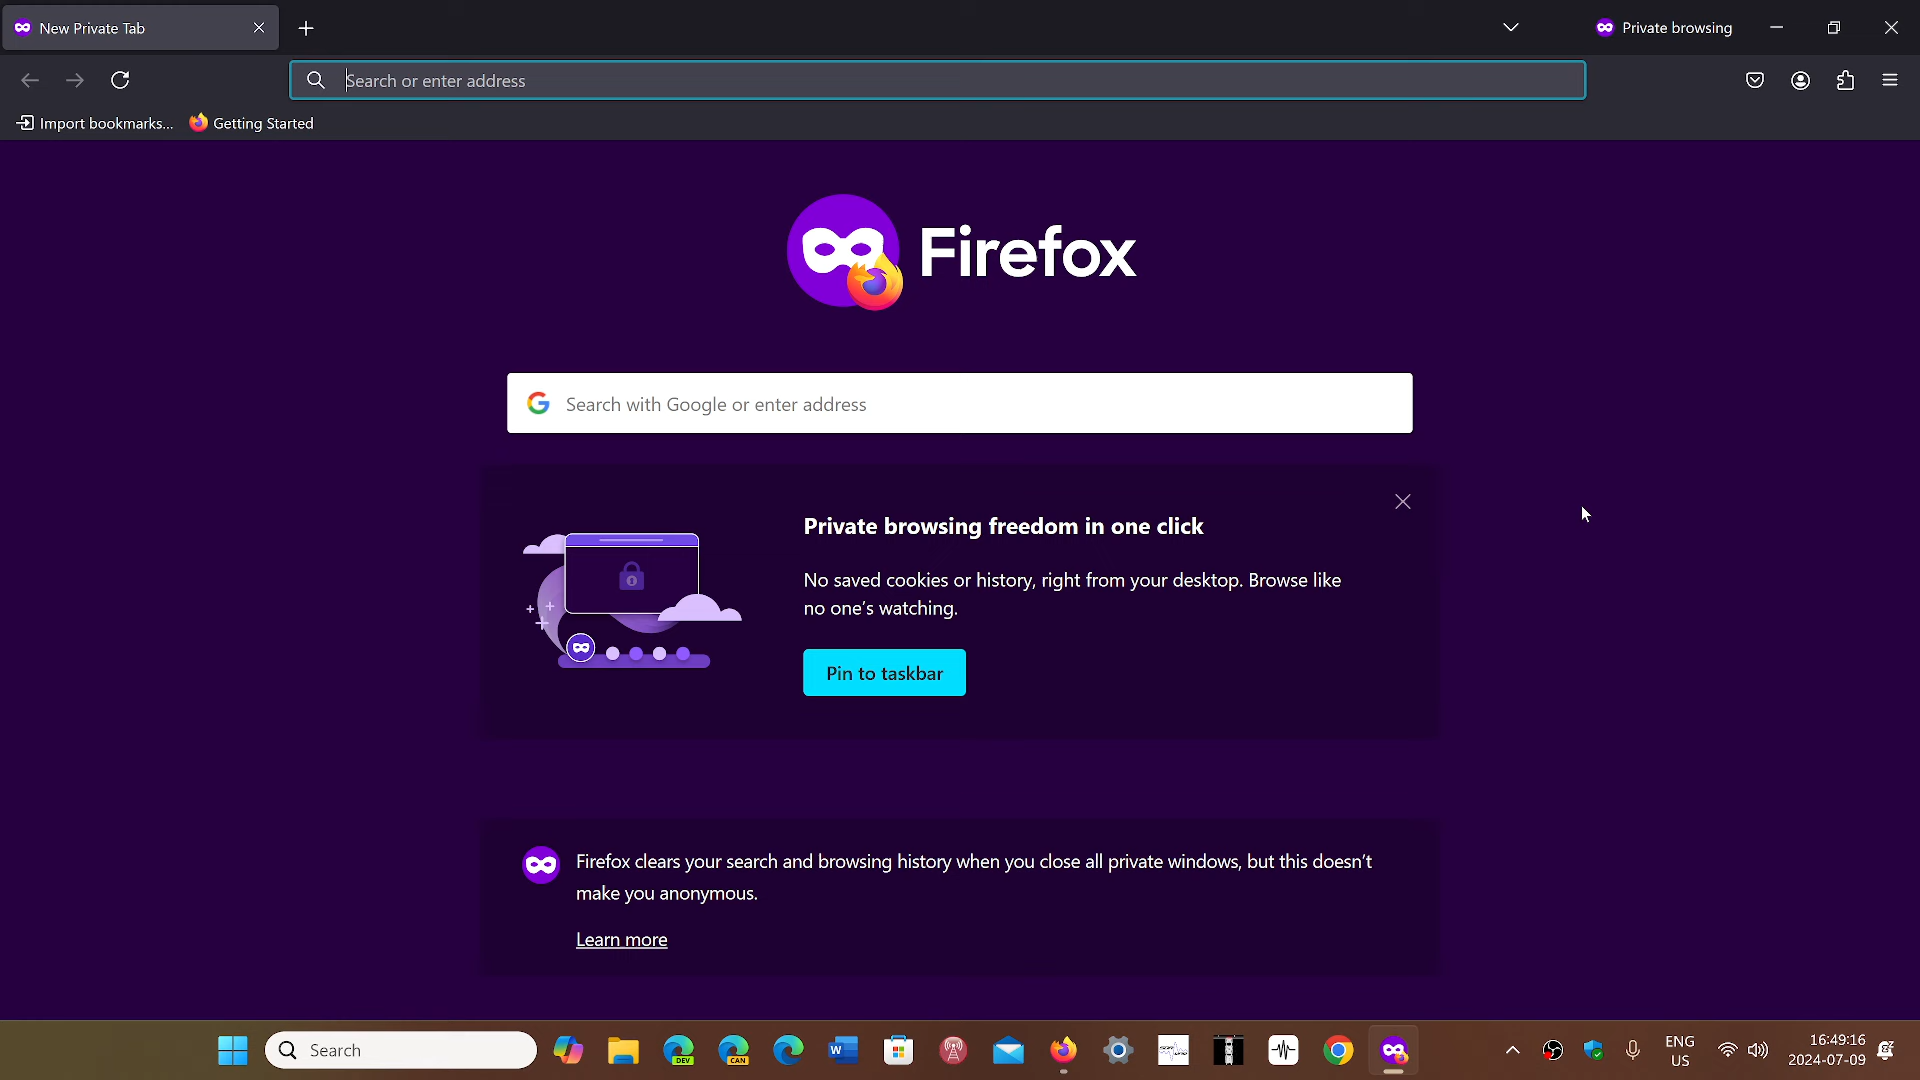 New Private Tab
Private browsing
Search or enter address
Import bookmarks...
Getting Started
Firefox
Search with Google or enter address
Private browsing freedom in one click
No saved cookies or history, right from your desktop. Browse like
no one's watching.
Pin to taskbar
Firefox clears your search and browsing history when you close all private windows, but this doesn't
make you anonymous.
Learn more
Search
DEV
CAN
W
ENG
US
16:49:16
2024-07-09